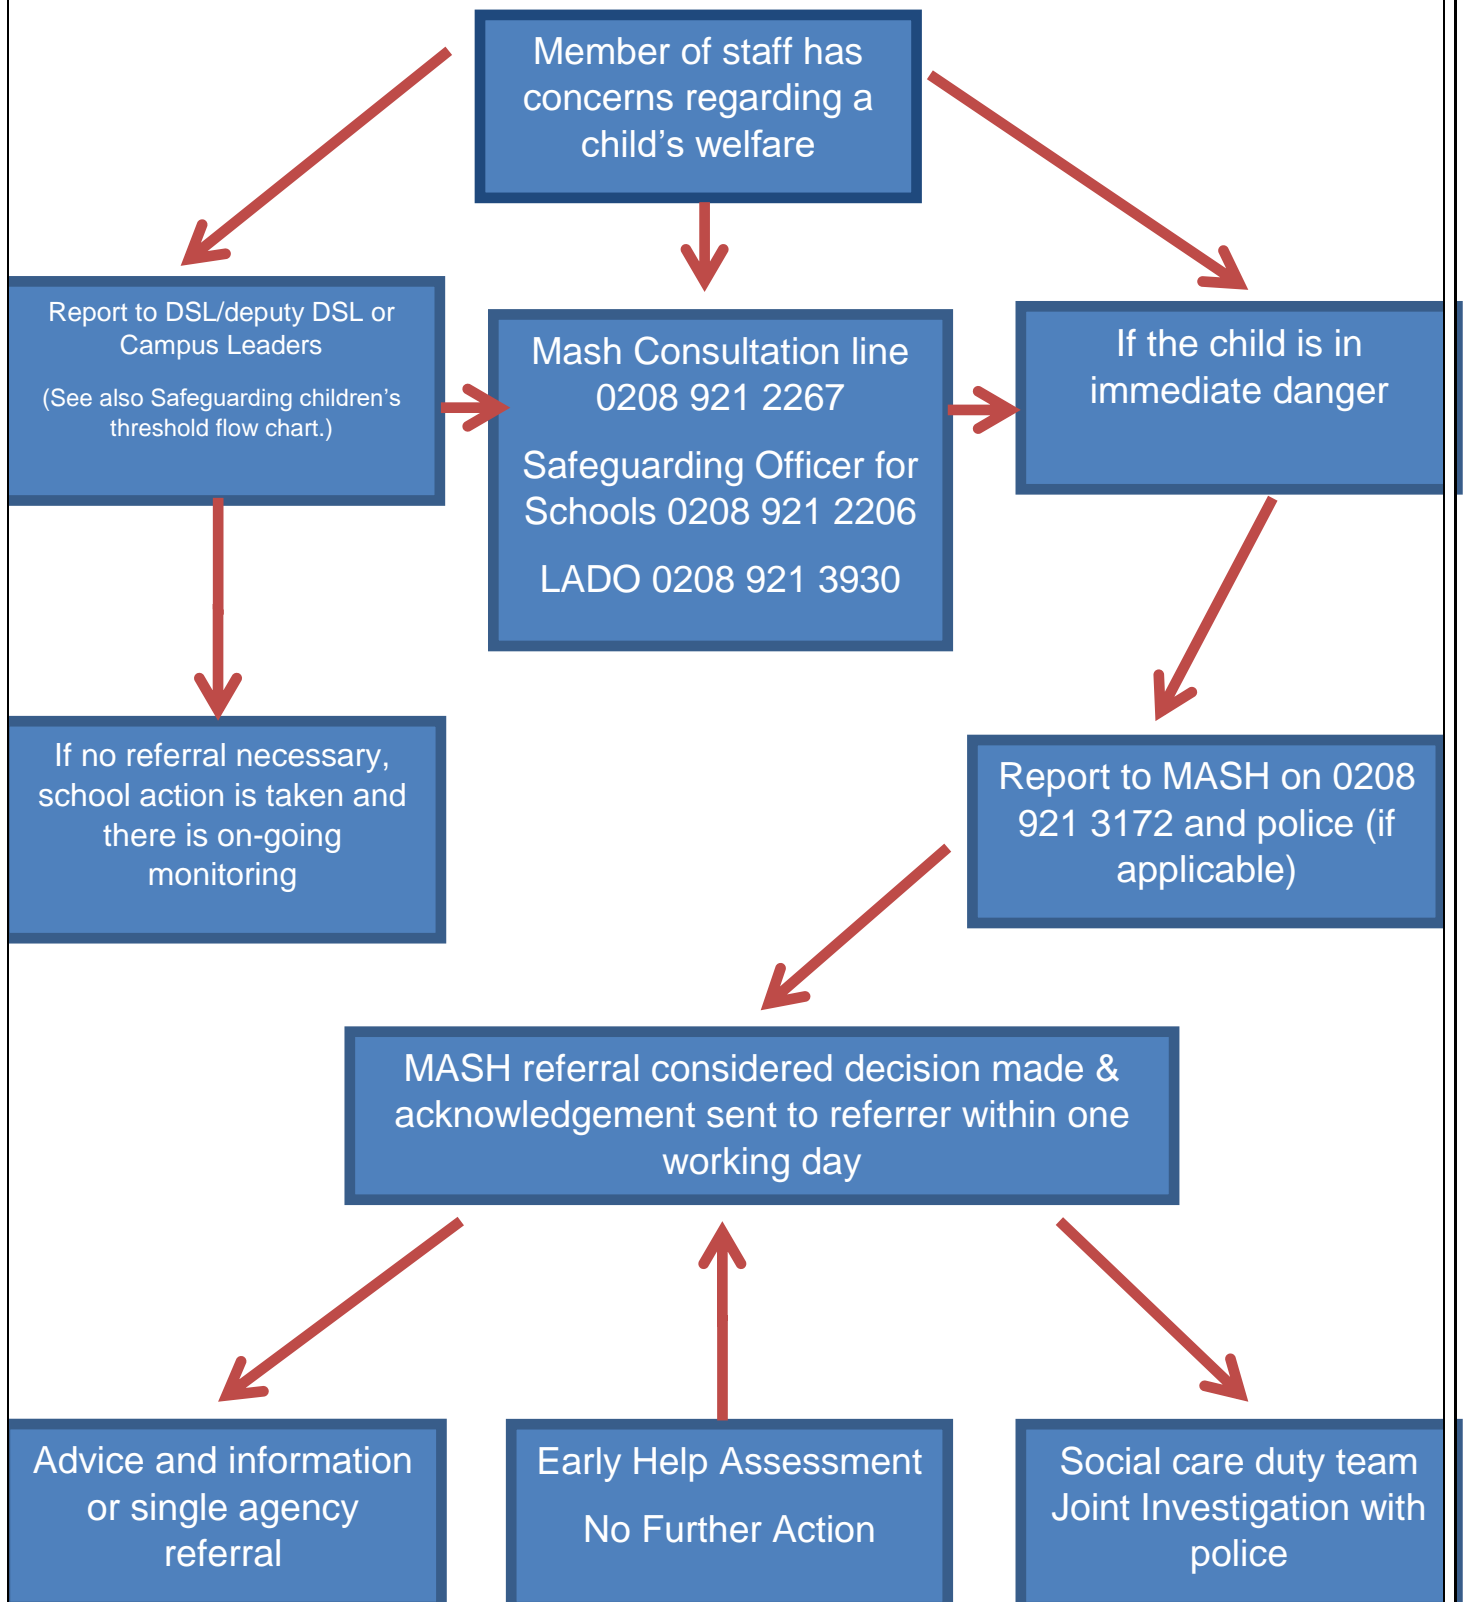 Member of staff has
concerns regarding a
child’s welfare
Report to DSL/deputy DSL or
Campus Leaders
(See also Safeguarding children’s
threshold flow chart.)
Mash Consultation line
0208 921 2267
Safeguarding Officer for
Schools 0208 921 2206
LADO 0208 921 3930
If the child is in
immediate danger
If no referral necessary,
school action is taken and
there is on-going
monitoring
Report to MASH on 0208
921 3172 and police (if
applicable)
MASH referral considered decision made &
acknowledgement sent to referrer within one
working day
Advice and information
or single agency
referral
Early Help Assessment
No Further Action
Social care duty team
Joint Investigation with
police